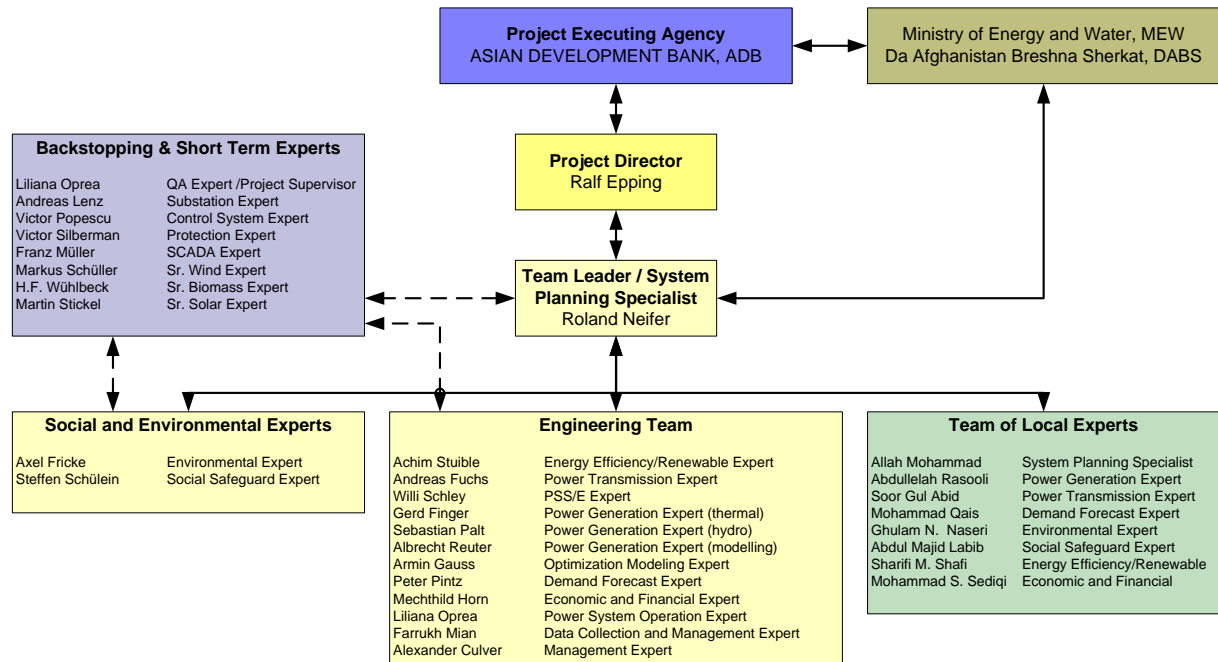 Project Executing Agency
ASIAN DEVELOPMENT BANK, ADB
Ministry of Energy and Water, MEW
Da Afghanistan Breshna Sherkat, DABS
Project Director
Ralf Epping
Backstopping & Short Term Experts
Liliana Oprea QA Expert /Project Supervisor
Andreas Lenz Substation Expert
Victor Popescu Control System Expert
Victor Silberman Protection Expert
Franz Müller SCADA Expert
Markus Schüller Sr. Wind Expert
H.F. Wühlbeck Sr. Biomass Expert
Martin Stickel Sr. Solar Expert
Team Leader / System
Planning Specialist
Roland Neifer
Social and Environmental Experts
Axel Fricke Environmental Expert
Steffen Schülein Social Safeguard Expert
Engineering Team
Achim Stuible Energy Efficiency/Renewable Expert
Andreas Fuchs Power Transmission Expert
Willi Schley PSS/E Expert
Gerd Finger Power Generation Expert (thermal)
Sebastian Palt Power Generation Expert (hydro)
Albrecht Reuter Power Generation Expert (modelling)
Armin Gauss Optimization Modeling Expert
Peter Pintz Demand Forecast Expert
Mechthild Horn Economic and Financial Expert
Liliana Oprea Power System Operation Expert
Farrukh Mian Data Collection and Management Expert
Alexander Culver Management Expert
Team of Local Experts
Allah Mohammad System Planning Specialist
Abdullelah Rasooli Power Generation Expert
Soor Gul Abid Power Transmission Expert
Mohammad Qais Demand Forecast Expert
Ghulam N. Naseri Environmental Expert
Abdul Majid Labib Social Safeguard Expert
Sharifi M. Shafi Energy Efficiency/Renewable
Mohammad S. Sediqi Economic and Financial